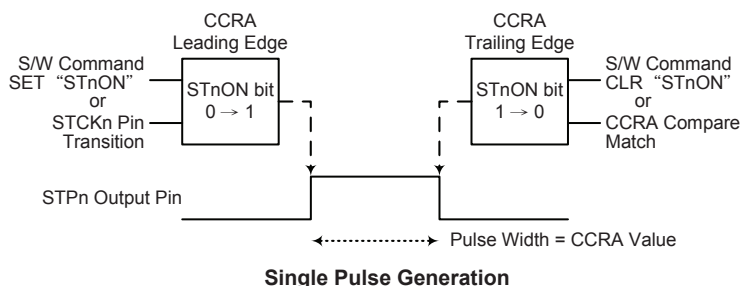 CCRA
Leading Edge
S/W Command
SET “STnON”
or
STCKn Pin
Transition
STnON bit
0 → 1
CCRA
Trailing Edge
STnON bit
1 → 0
S/W Command
CLR “STnON”
or
CCRA Compare
Match
STPn Output Pin
Pulse Width = CCRA Value
Single Pulse Generation